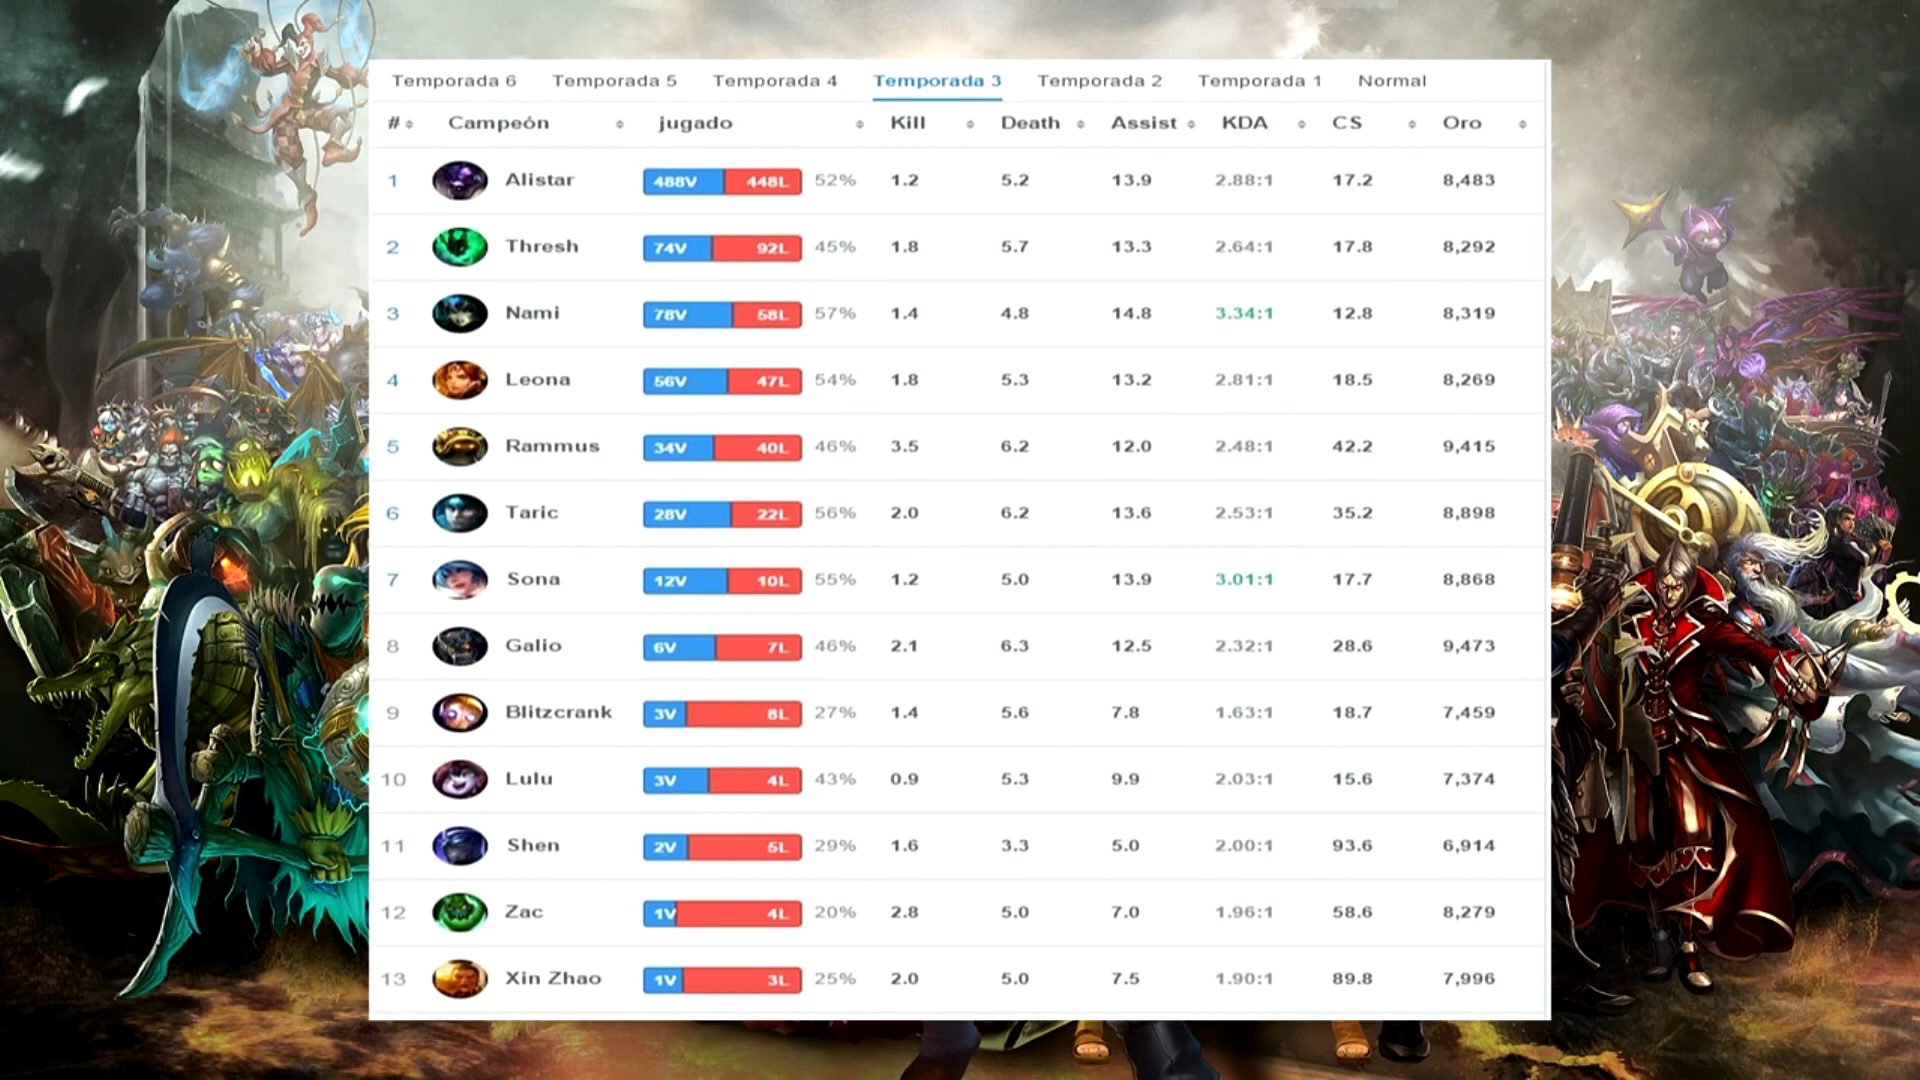 Temporada 6 Temporada 5 Temporada 4 Temporada 3 Temporada 2 Temporada 1 Normal
# Campeón jugado Kill Death Assist KDA CS Oro
1 Alistar 488V 448L 52% 1.2 5.2 13.9 2.88:1 17.2 8,483
2 Thresh 74V 92L 45% 1.8 5.7 13.3 2.64:1 17.8 8,292
3 Nami 78V 58L 57% 1.4 4.8 14.8 3.34:1 12.8 8,319
4 Leona 56V 47L 54% 1.8 5.3 13.2 2.81:1 18.5 8,269
5 Rammus 34V 40L 46% 3.5 6.2 12.0 2.48:1 42.2 9,415
6 Taric 28V 22L 56% 2.0 6.2 13.6 2.53:1 35.2 8,898
7 Sona 12V 10L 55% 1.2 5.0 13.9 3.01:1 17.7 8,868
8 Galio 6V 7L 46% 2.1 6.3 12.5 2.32:1 28.6 9,473
9 Blitzcrank 3V 8L 27% 1.4 5.6 7.8 1.63:1 18.7 7,459
10 Lulu 3V 4L 43% 0.9 5.3 9.9 2.03:1 15.6 7,374
11 Shen 2V 5L 29% 1.6 3.3 5.0 2.00:1 93.6 6,914
12 Zac 1V 4L 20% 2.8 5.0 7.0 1.96:1 58.6 8,279
13 Xin Zhao 1V 3L 25% 2.0 5.0 7.5 1.90:1 89.8 7,996